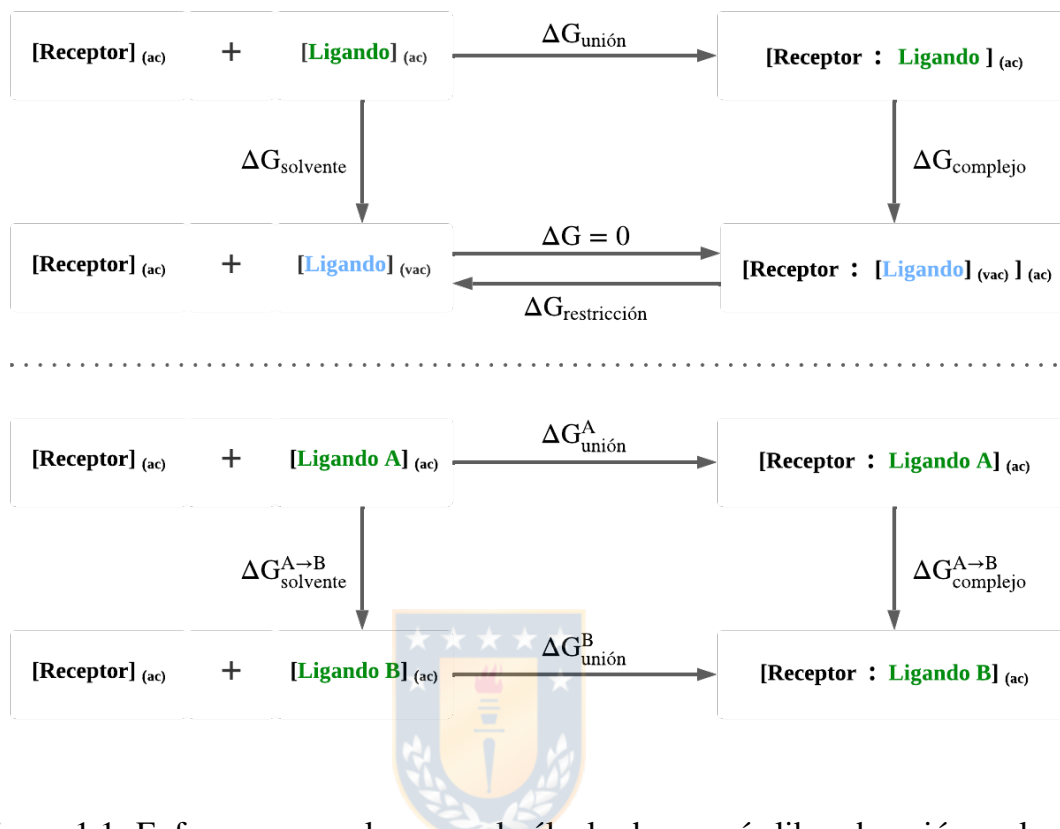 [Receptor] (ac) + [Ligando] (ac) ΔGunión [Receptor : Ligando ] (ac)
ΔGsolvente ΔGcomplejo
[Receptor] (ac) + [Ligando] (vac) ΔG = 0 [Receptor : [Ligando] (vac) ] (ac)
ΔGrestricción
[Receptor] (ac) + [Ligando A] (ac) ΔG^A_unión [Receptor : Ligando A] (ac)
ΔG^A→B_solvente ΔG^A→B_complejo
[Receptor] (ac) + [Ligando B] (ac) ΔG^B_unión [Receptor : Ligando B] (ac)